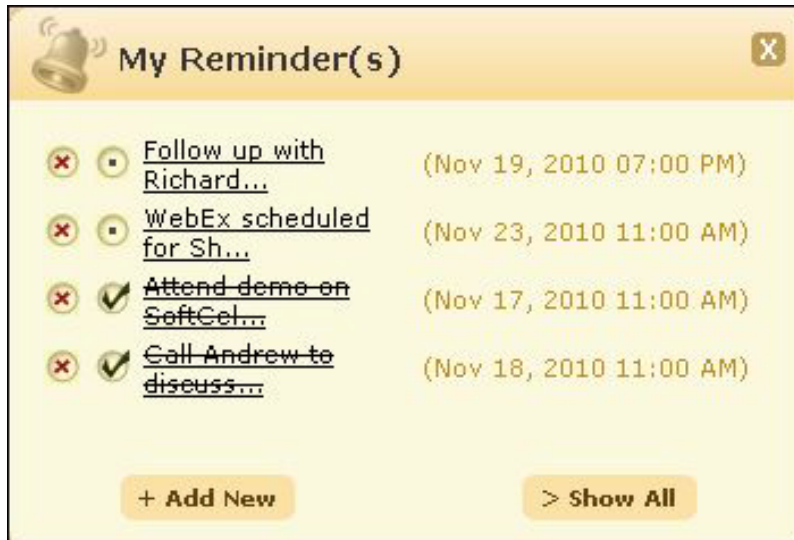 My Reminder(s)
X
Follow up with
Richard...
(Nov 19, 2010 07:00 PM)
WebEx scheduled
for Sh...
(Nov 23, 2010 11:00 AM)
Attend demo on
SoftCel...
(Nov 17, 2010 11:00 AM)
Call Andrew to
discuss...
(Nov 18, 2010 11:00 AM)
+ Add New
> Show All